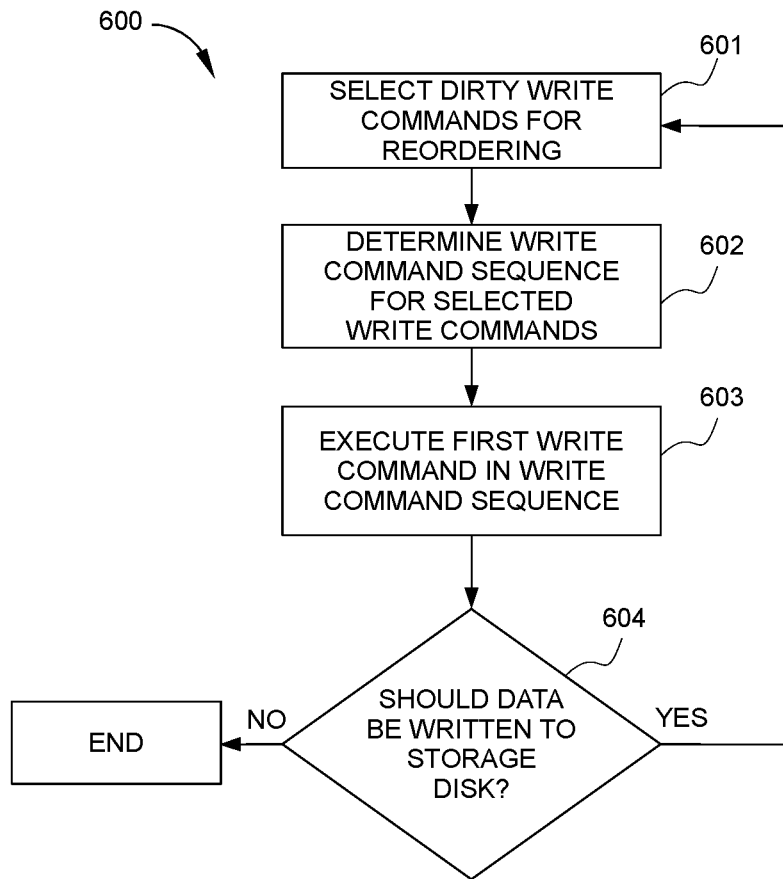 600
601
SELECT DIRTY WRITE
COMMANDS FOR
REORDERING
602
DETERMINE WRITE
COMMAND SEQUENCE
FOR SELECTED
WRITE COMMANDS
603
EXECUTE FIRST WRITE
COMMAND IN WRITE
COMMAND SEQUENCE
604
SHOULD DATA
BE WRITTEN TO
STORAGE
DISK?
NO
YES
END